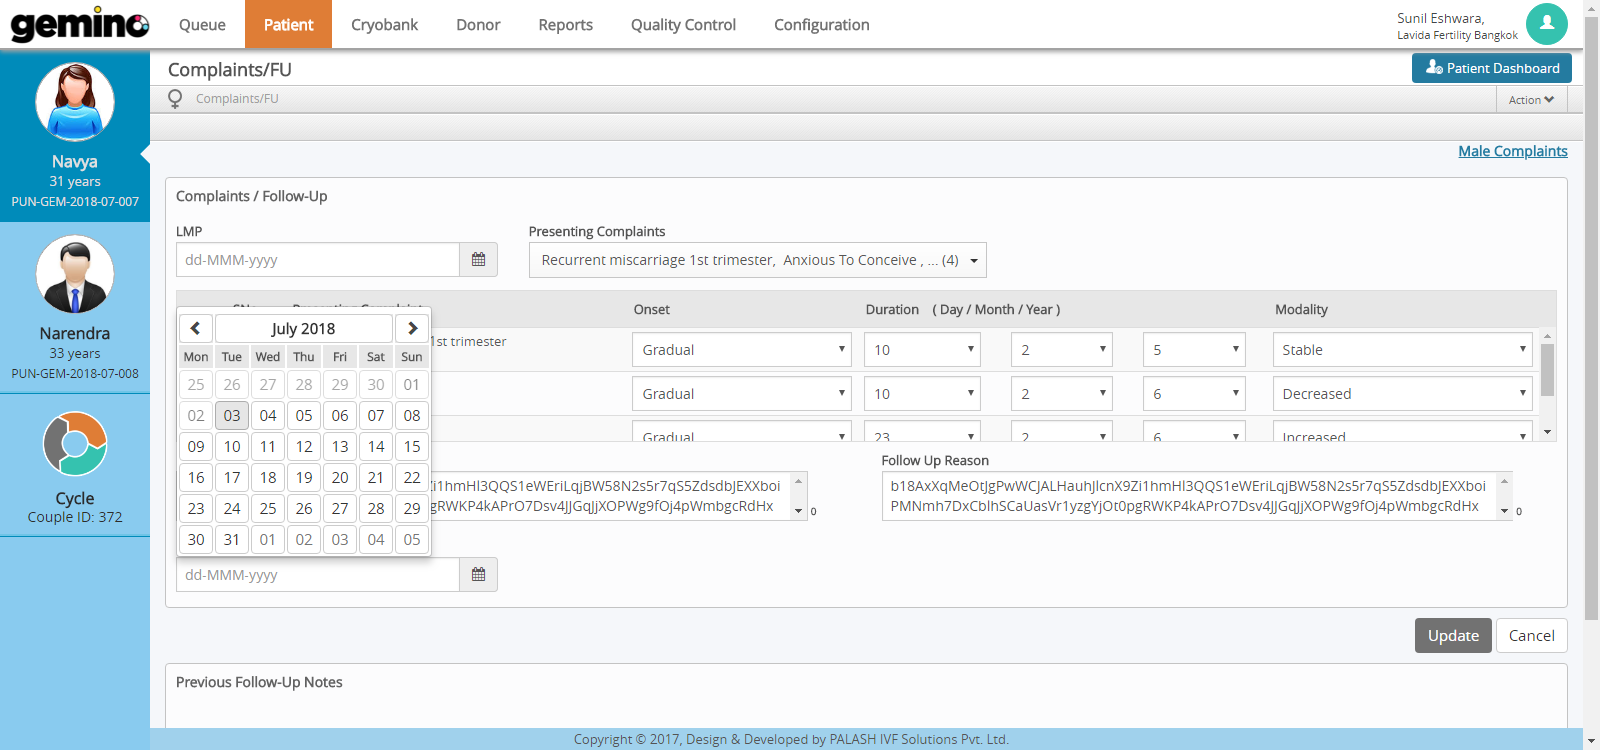 gemino Queue Patient Cryobank Donor Reports Quality Control Configuration
Sunil Eshwara,
Lavida Fertility Bangkok
Navya
31 years
PUN-GEM-2018-07-007
Narendra
33 years
PUN-GEM-2018-07-008
Cycle
Couple ID: 372
Complaints/FU
Patient Dashboard
Complaints/FU
Action
Male Complaints
Complaints / Follow-Up
LMP
Presenting Complaints
dd-MMM-yyyy
Recurrent miscarriage 1st trimester, Anxious To Conceive , ... (4)
Onset Duration ( Day / Month / Year ) Modality
1st trimester
Gradual 10 2 5 Stable
Gradual 10 2 6 Decreased
Gradual 23 2 6 Increased
July 2018
Mon Tue Wed Thu Fri Sat Sun
25 26 27 28 29 30 01
02 03 04 05 06 07 08
09 10 11 12 13 14 15
16 17 18 19 20 21 22
23 24 25 26 27 28 29
30 31 01 02 03 04 05
Zi1hmHl3QQS1eWEriLqjBW58N2s5r7qS5ZdsdbJEXXboi
gRWKP4kAPrO7Dsv4JJGqJjXOPWg9fOj4pWmbgcRdHx
0
Follow Up Reason
b18AxXqMeOtJgPwWCJALHauhJlcnX9Zi1hmHl3QQS1eWEriLqjBW58N2s5r7qS5ZdsdbJEXXboi
PMNmh7DxCblhSCaUasVr1yzgYjOt0pgRWKP4kAPrO7Dsv4JJGqJjXOPWg9fOj4pWmbgcRdHx
0
dd-MMM-yyyy
Update Cancel
Previous Follow-Up Notes
Copyright © 2017, Design & Developed by PALASH IVF Solutions Pvt. Ltd.